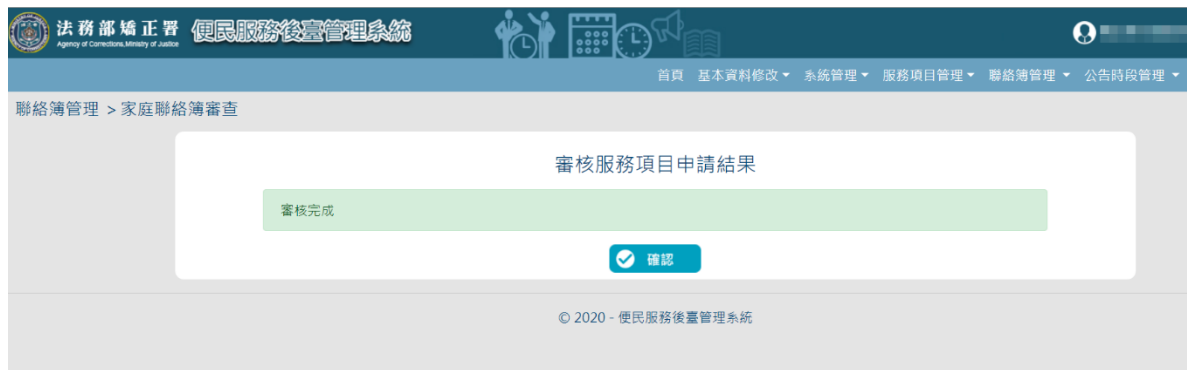 法務部矯正署 便民服務後臺管理系統
Agency of Corrections,Ministry of Justice
首頁 基本資料修改 系統管理 服務項目管理 聯絡簿管理 公告時段管理
聯絡簿管理 > 家庭聯絡簿審查
審核服務項目申請結果
審核完成
確認
© 2020 - 便民服務後臺管理系統